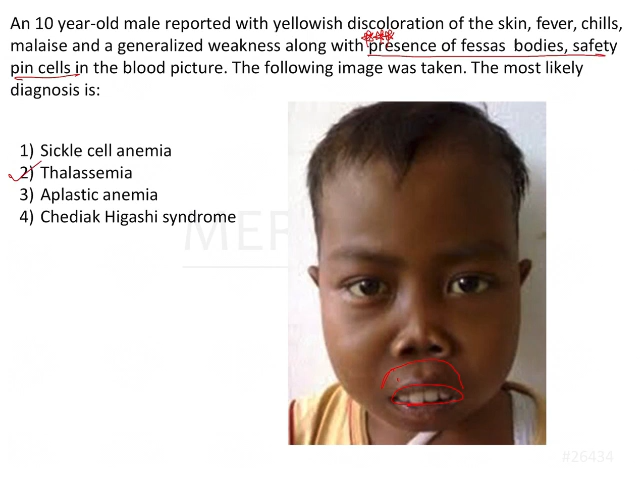 An 10 year-old male reported with yellowish discoloration of the skin, fever, chills,
malaise and a generalized weakness along with presence of fessas bodies, safety
pin cells in the blood picture. The following image was taken. The most likely
diagnosis is:
1) Sickle cell anemia
2) Thalassemia
3) Aplastic anemia
4) Chediak Higashi syndrome
MER
#26434